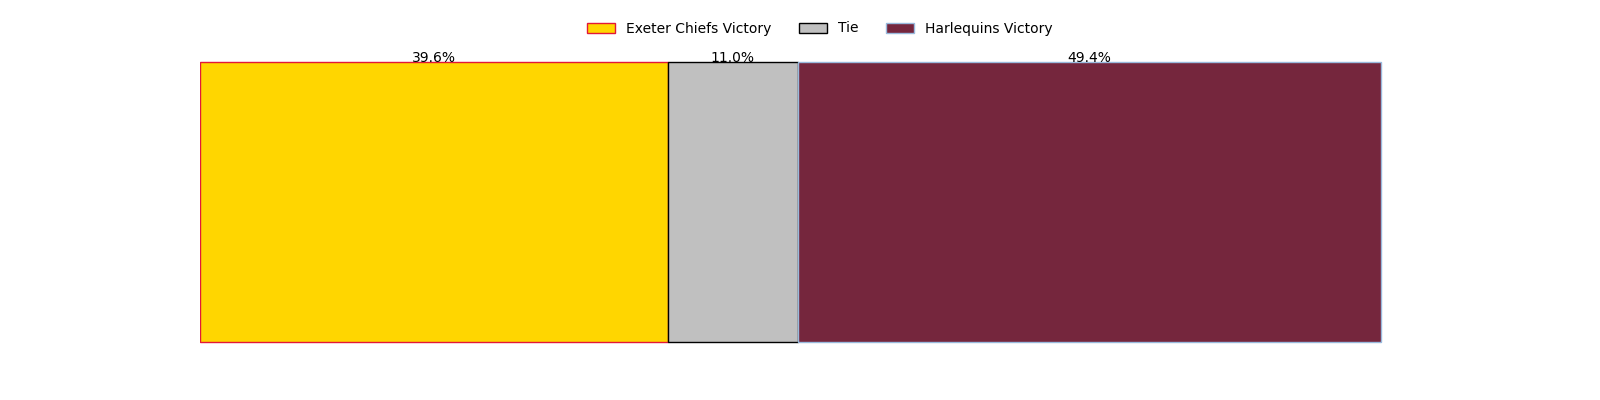 Exeter Chiefs Victory Tie Harlequins Victory
39.6% 11.0% 49.4%